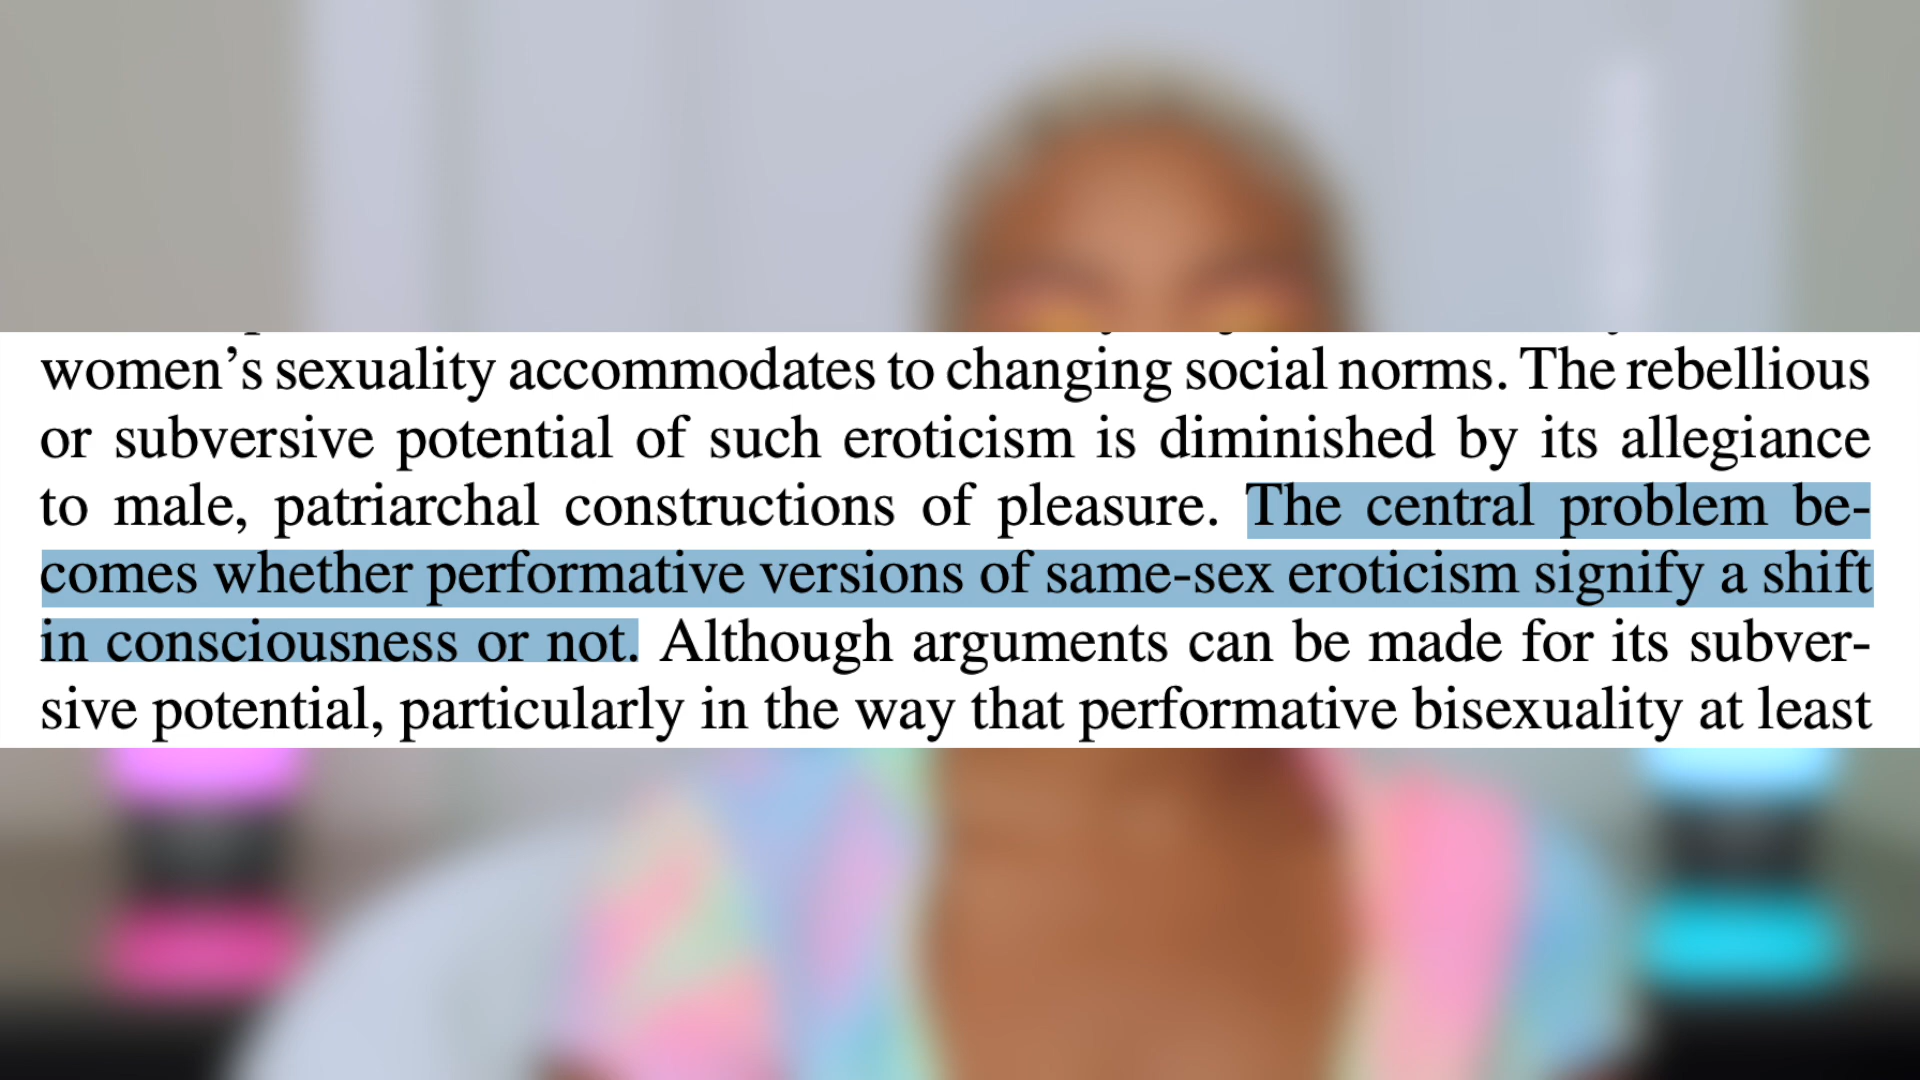 women’s sexuality accommodates to changing social norms. The rebellious
or subversive potential of such eroticism is diminished by its allegiance
to male, patriarchal constructions of pleasure. The central problem be-
comes whether performative versions of same-sex eroticism signify a shift
in consciousness or not. Although arguments can be made for its subver-
sive potential, particularly in the way that performative bisexuality at least